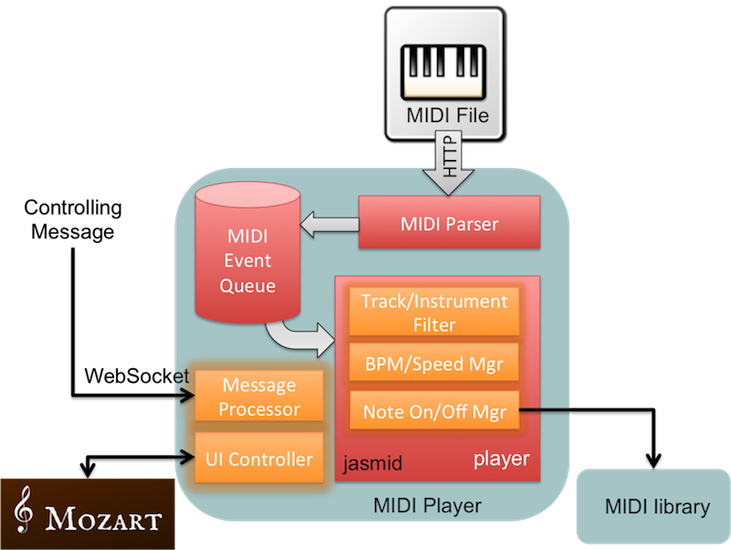 MIDI File
HTTP
Controlling
Message
MIDI Parser
MIDI
Event
Queue
Track/Instrument
Filter
BPM/Speed Mgr
Note On/Off Mgr
WebSocket
Message
Processor
UI Controller
jasmid
player
MIDI Player
MOZART
MIDI library